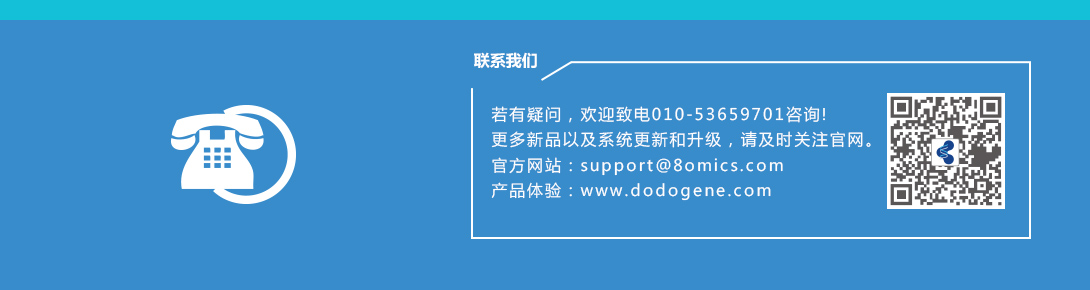 联系我们
若有疑问，欢迎致电010-53659701咨询!
更多新品以及系统更新和升级，请及时关注官网。
官方网站：support@8omics.com
产品体验：www.dodogene.com